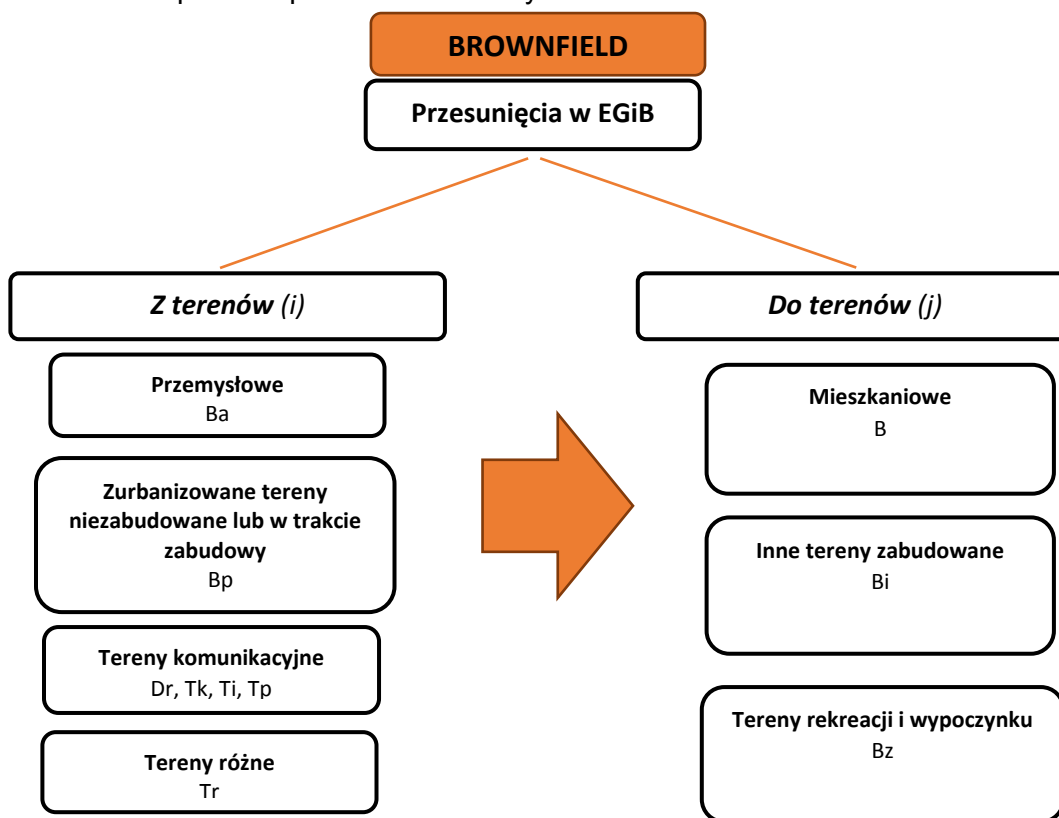 BROWNFIELD
Przesunięcia w EGiB
Z terenów (i)
Przemysłowe
Ba
Zurbanizowane tereny
niezabudowane lub w trakcie
zabudowy
Bp
Tereny komunikacyjne
Dr, Tk, Ti, Tp
Tereny różne
Tr
Do terenów (j)
Mieszkaniowe
B
Inne tereny zabudowane
Bi
Tereny rekreacji i wypoczynku
Bz